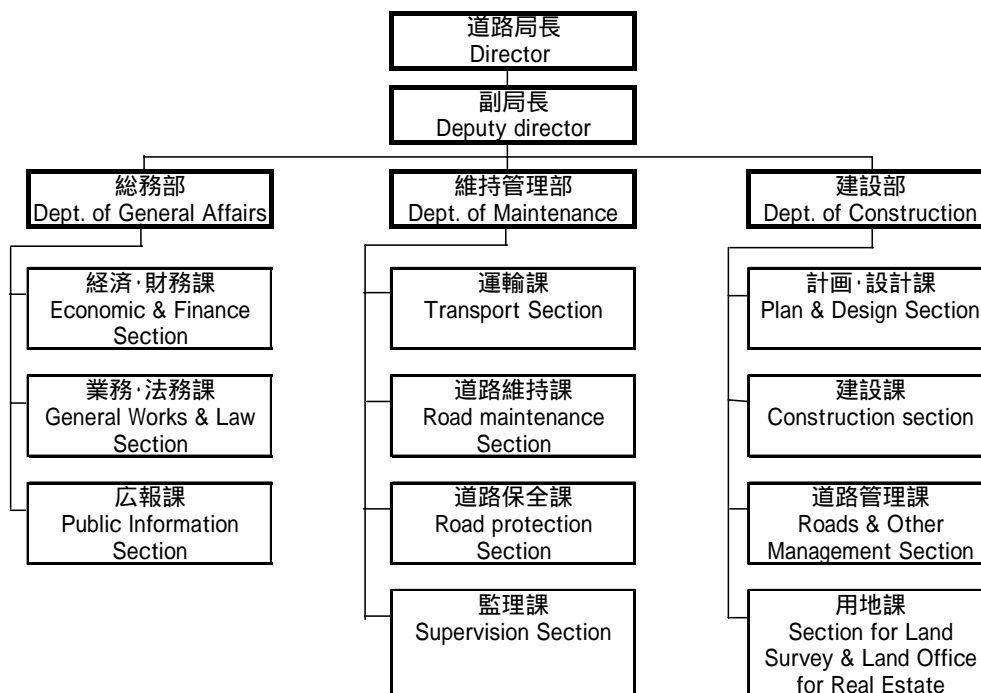 道路局長
Director
副局長
Deputy director
総務部
Dept. of General Affairs
維持管理部
Dept. of Maintenance
建設部
Dept. of Construction
経済·財務課
Economic & Finance
Section
業務·法務課
General Works & Law
Section
広報課
Public Information
Section
運輸課
Transport Section
道路維持課
Road maintenance
Section
道路保全課
Road protection
Section
監理課
Supervision Section
計画·設計課
Plan & Design Section
建設課
Construction section
道路管理課
Roads & Other
Management Section
用地課
Section for Land
Survey & Land Office
for Real Estate